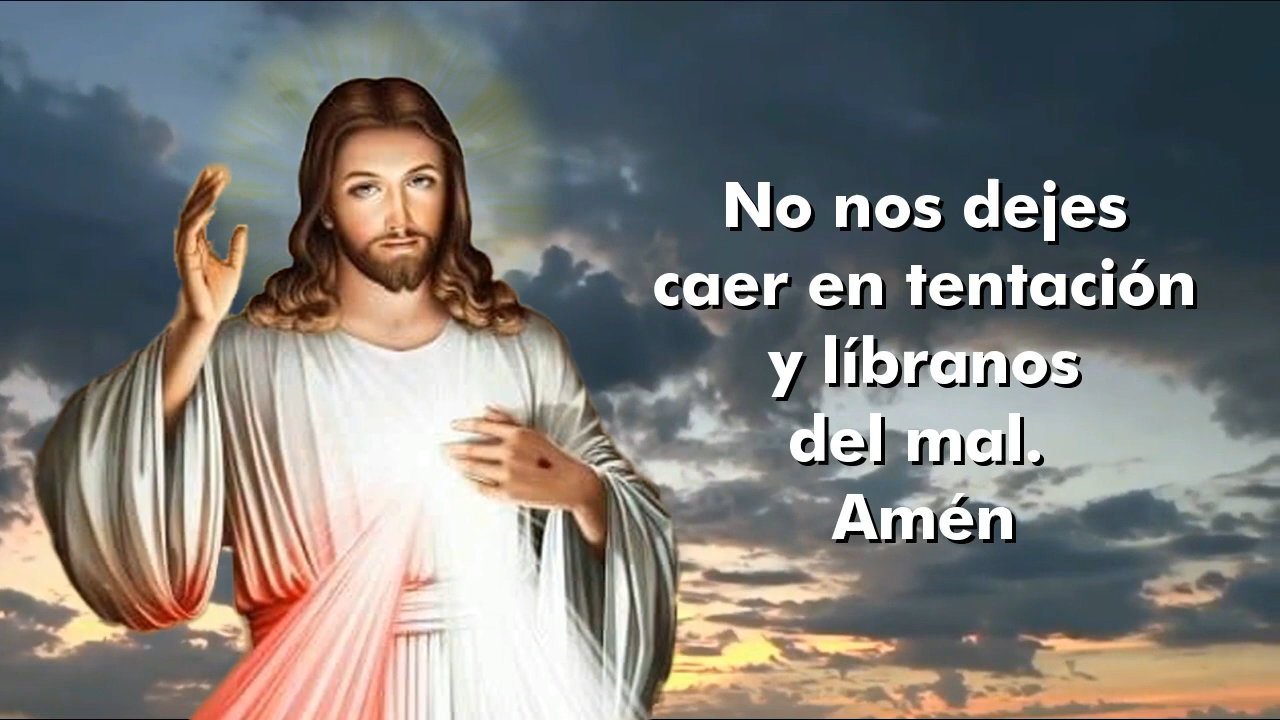 No nos dejes
caer en tentación
y líbranos
del mal.
Amén